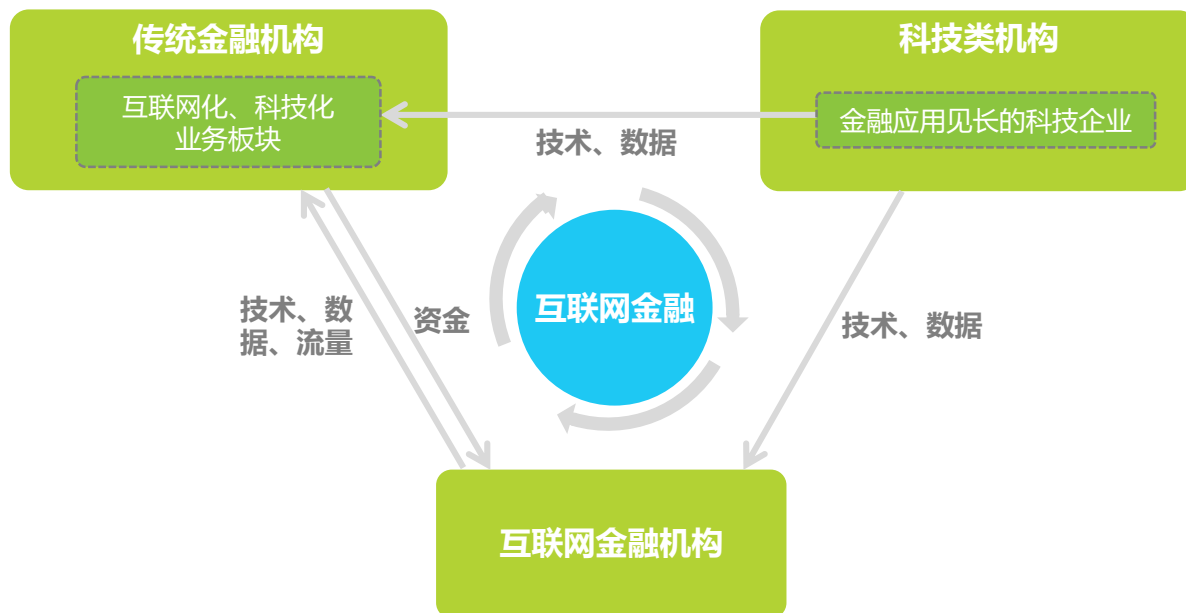 传统金融机构
科技类机构
互联网化、科技化
业务板块
金融应用见长的科技企业
技术、数据
技术、数
据、流量
资金
互联网金融
技术、数据
互联网金融机构